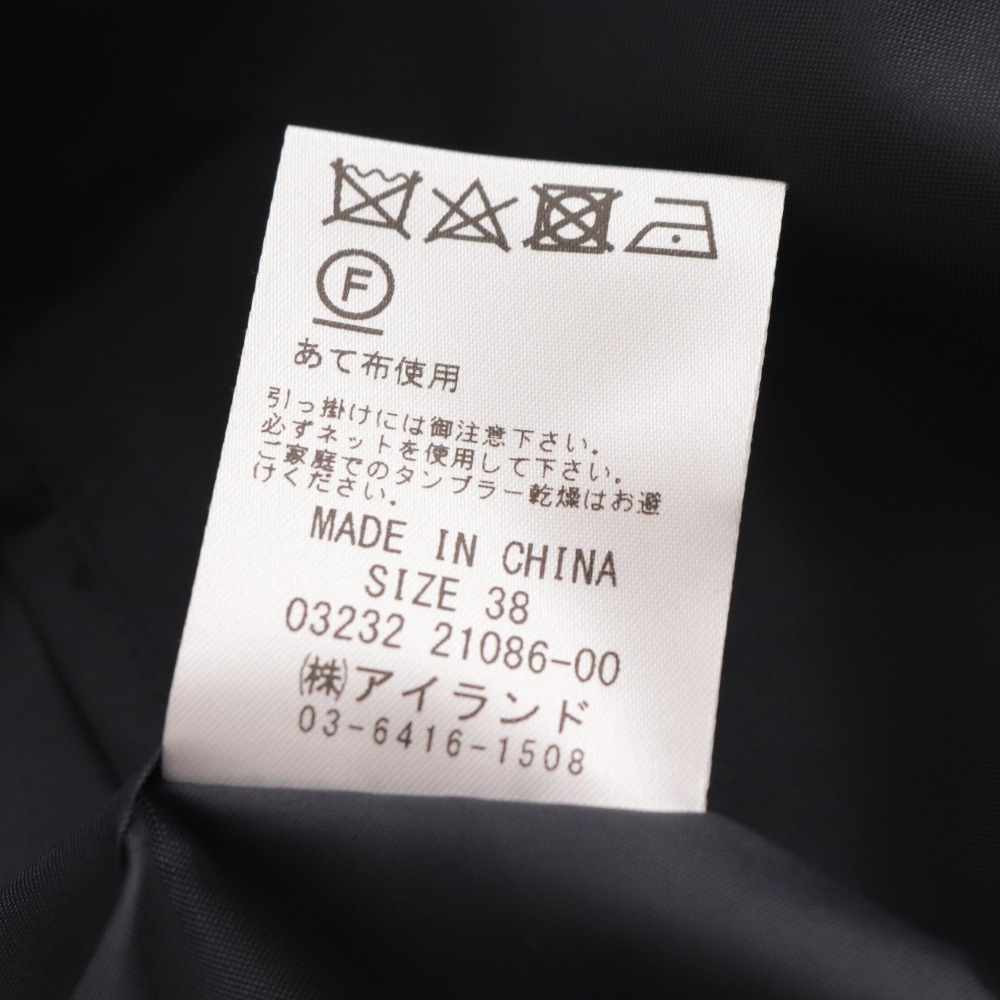 F
あて布使用
引っ掛けには御注意下さい。
必ずネットを使用して下さい。
ご家庭でのタンブラー乾燥はお避
けください。
MADE IN CHINA
SIZE 38
03232 21086-00
㈱アイランド
03-6416-1508